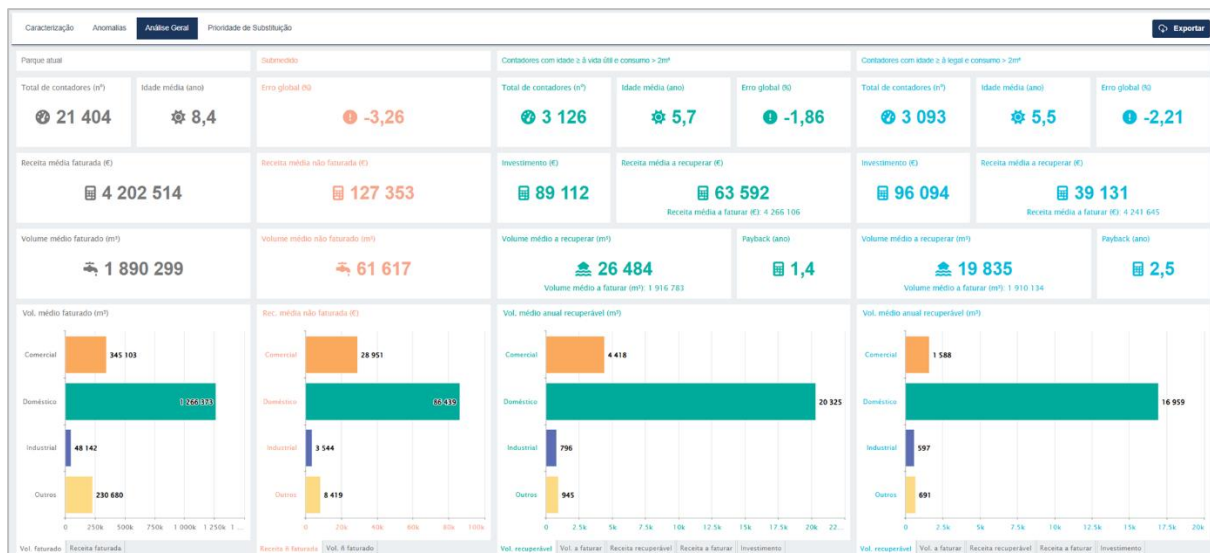 Caracterização Anomalias Análise Geral Prioridade de Substituição Exportar
Parque atual
Total de contadores (nº) Idade média (ano)
21 404 8,4
Receita média faturada (€)
4 202 514
Volume médio faturado (m³)
1 890 299
Vol. médio faturado (m³)
Comercial 345 103
Doméstico 1 266 373
Industrial 48 142
Outros 230 680
0 250k 500k 750k 1 000k 1 250k 1 ...
Vol. faturado Receita faturada
Submedido
Erro global (%)
-3,26
Receita média não faturada (€)
127 353
Volume médio não faturado (m³)
61 617
Rec. média não faturada (€)
Comercial 28 951
Doméstico 86 439
Industrial 3 544
Outros 8 419
0 20k 40k 60k 80k 100k
Receita ñ faturada Vol. ñ faturado
Contadores com idade ≥ à vida útil e consumo > 2m³
Total de contadores (nº) Idade média (ano) Erro global (%)
3 126 5,7 -1,86
Investimento (€) Receita média a recuperar (€)
89 112 63 592
Receita média a faturar (€): 4 266 106
Volume médio a recuperar (m³) Payback (ano)
26 484 1,4
Volume médio a faturar (m³): 1 916 783
Vol. médio anual recuperável (m³)
Comercial 4 418
Doméstico 20 325
Industrial 796
Outros 945
0 2.5k 5k 7.5k 10k 12.5k 15k 17.5k 20k 22...
Vol. recuperável Vol. a faturar Receita recuperável Receita a faturar Investimento
Contadores com idade ≥ à legal e consumo > 2m³
Total de contadores (nº) Idade média (ano) Erro global (%)
3 093 5,5 -2,21
Investimento (€) Receita média a recuperar (€)
96 094 39 131
Receita média a faturar (€): 4 241 645
Volume médio a recuperar (m³) Payback (ano)
19 835 2,5
Volume médio a faturar (m³): 1 910 134
Vol. médio anual recuperável (m³)
Comercial 1 588
Doméstico 16 959
Industrial 597
Outros 691
0 2.5k 5k 7.5k 10k 12.5k 15k 17.5k 20k
Vol. recuperável Vol. a faturar Receita recuperável Receita a faturar Investimento